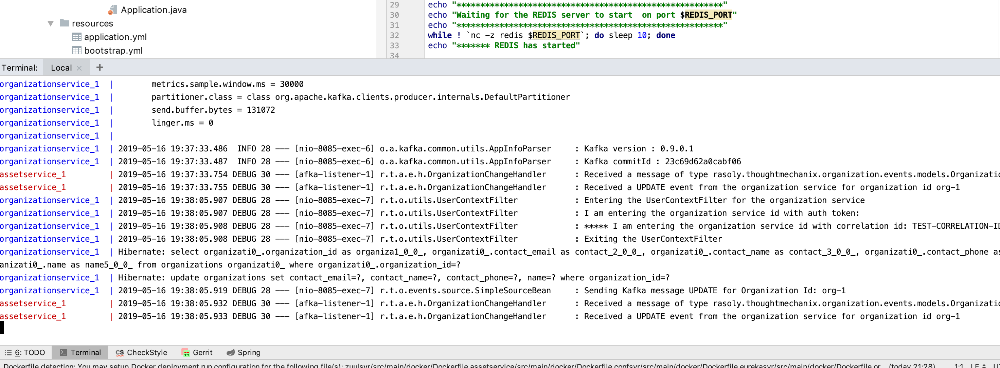 Application.java
resources
application.yml
bootstrap.yml
29 echo "********************************************************"
30 echo "Waiting for the REDIS server to start  on port $REDIS_PORT"
31 echo "********************************************************"
32 while ! `nc -z redis $REDIS_PORT`; do sleep 10; done
33 echo "******* REDIS has started"
34
Terminal: Local × +
organizationservice_1  |        metrics.sample.window.ms = 30000
organizationservice_1  |        partitioner.class = class org.apache.kafka.clients.producer.internals.DefaultPartitioner
organizationservice_1  |        send.buffer.bytes = 131072
organizationservice_1  |        linger.ms = 0
organizationservice_1  |
organizationservice_1  | 2019-05-16 19:37:33.486  INFO 28 --- [nio-8085-exec-6] o.a.kafka.common.utils.AppInfoParser     : Kafka version : 0.9.0.1
organizationservice_1  | 2019-05-16 19:37:33.487  INFO 28 --- [nio-8085-exec-6] o.a.kafka.common.utils.AppInfoParser     : Kafka commitId : 23c69d62a0cabf06
assetservice_1         | 2019-05-16 19:37:33.754 DEBUG 30 --- [afka-listener-1] r.t.a.e.h.OrganizationChangeHandler      : Received a message of type rasoly.thoughtmechanix.organization.events.models.Organizatio
assetservice_1         | 2019-05-16 19:37:33.755 DEBUG 30 --- [afka-listener-1] r.t.a.e.h.OrganizationChangeHandler      : Received a UPDATE event from the organization service for organization id org-1
organizationservice_1  | 2019-05-16 19:38:05.907 DEBUG 28 --- [nio-8085-exec-7] r.t.o.utils.UserContextFilter            : Entering the UserContextFilter for the organization service
organizationservice_1  | 2019-05-16 19:38:05.907 DEBUG 28 --- [nio-8085-exec-7] r.t.o.utils.UserContextFilter            : I am entering the organization service id with auth token:
organizationservice_1  | 2019-05-16 19:38:05.908 DEBUG 28 --- [nio-8085-exec-7] r.t.o.utils.UserContextFilter            : ***** I am entering the organization service id with correlation id: TEST-CORRELATION-ID
organizationservice_1  | 2019-05-16 19:38:05.908 DEBUG 28 --- [nio-8085-exec-7] r.t.o.utils.UserContextFilter            : Exiting the UserContextFilter
organizationservice_1  | Hibernate: select organizati0_.organization_id as organiza1_0_0_, organizati0_.contact_email as contact_2_0_0_, organizati0_.contact_name as contact_3_0_0_, organizati0_.contact_phone as
anizati0_.name as name5_0_0_ from organizations organizati0_ where organizati0_.organization_id=?
organizationservice_1  | Hibernate: update organizations set contact_email=?, contact_name=?, contact_phone=?, name=? where organization_id=?
organizationservice_1  | 2019-05-16 19:38:05.919 DEBUG 28 --- [nio-8085-exec-7] r.t.o.events.source.SimpleSourceBean     : Sending Kafka message UPDATE for Organization Id: org-1
assetservice_1         | 2019-05-16 19:38:05.932 DEBUG 30 --- [afka-listener-1] r.t.a.e.h.OrganizationChangeHandler      : Received a message of type rasoly.thoughtmechanix.organization.events.models.Organizatio
assetservice_1         | 2019-05-16 19:38:05.933 DEBUG 30 --- [afka-listener-1] r.t.a.e.h.OrganizationChangeHandler      : Received a UPDATE event from the organization service for organization id org-1
6: TODO Terminal CheckStyle Gerrit Spring
Dockerfile detection: You may setup Docker deployment run configuration for the following file(s): zuulsvr/src/main/docker/Dockerfile assetservice/src/main/docker/Dockerfile confsvr/src/main/docker/Dockerfile eurekasvr/src/main/docker/Dockerfile or... (today 21:28) 1:1 LF